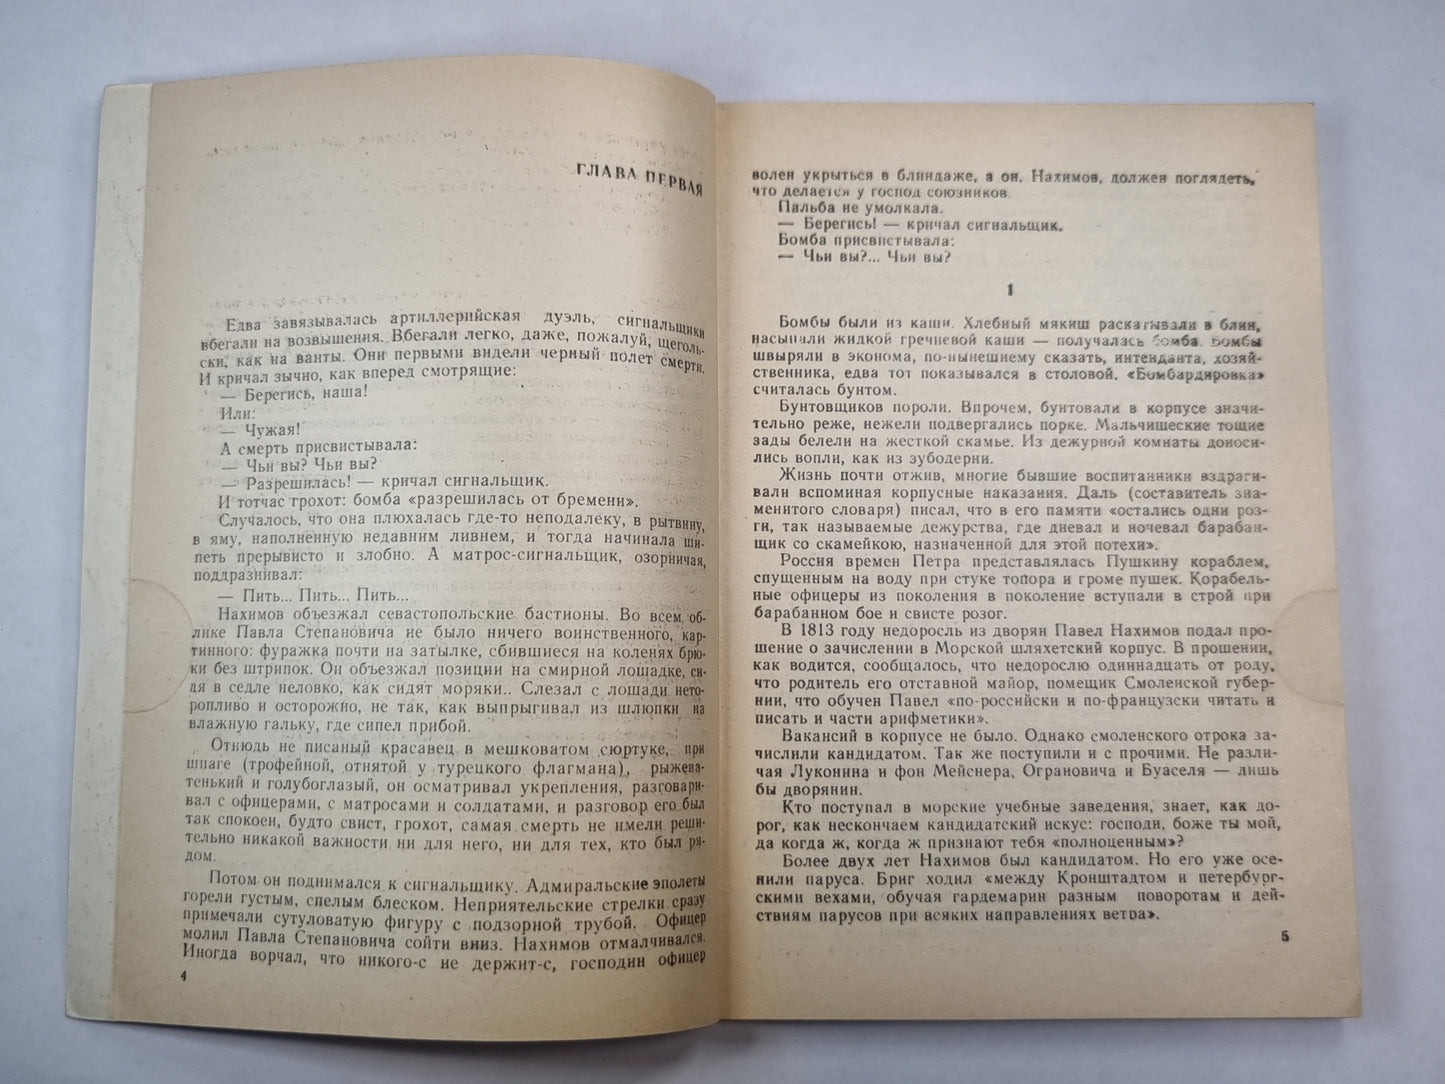 ГЛАВА ПЕРВАЯ
Едва завязывалась артиллерийская дуэль, сигнальщики
вбегали на возвышения. Вбегали легко, даже, пожалуй, щеголь-
ски, как на ванты. Они первыми видели черный полет смерти.
И кричал зычно, как вперед смотрящие:
— Берегись, наша!
Или:
— Чужая!
А смерть присвистывала:
— Чьи вы? Чьи вы?
— Разрешилась! — кричал сигнальщик.
И тотчас грохот: бомба «разрешилась от бремени».
Случалось, что она плюхалась где-то неподалеку, в рытвину,
в яму, наполненную недавним ливнем, и тогда начинала ши-
петь прерывисто и злобно. А матрос-сигнальщик, озорничая,
поддразнивал:
— Пить... Пить... Пить...
Нахимов объезжал севастопольские бастионы. Во всем об-
лике Павла Степановича не было ничего воинственного, кар-
тинного: фуражка почти на затылке, сбившиеся на коленях брю-
ки без штрипок. Он объезжал позиции на смирной лошадке, си-
дя в седле неловко, как сидят моряки.. Слезал с лошади нето-
ропливо и осторожно, не так, как выпрыгивал из шлюпки на
влажную гальку, где сипел прибой.
Отнюдь не писаный красавец в мешковатом сюртуке, при
шпаге (трофейной, отнятой у турецкого флагмана), рыжева-
тенький и голубоглазый, он осматривал укрепления, разговари-
вал с офицерами, с матросами и солдатами, и разговор его был
так спокоен, будто свист, грохот, самая смерть не имели реши-
тельно никакой важности ни для него, ни для тех, кто был ря-
дом.
Потом он поднимался к сигнальщику. Адмиральские эполеты
горели густым, спелым блеском. Неприятельские стрелки сразу
примечали сутуловатую фигуру с подзорной трубой. Офицер
молил Павла Степановича сойти вниз. Нахимов отмалчивался.
Иногда ворчал, что никого-с не держит-с, господин офицер
4
волен укрыться в блиндаже, а он, Нахимов, должен поглядеть,
что делается у господ союзников.
Пальба не умолкала.
— Берегись! — кричал сигнальщик.
Бомба присвистывала:
— Чьи вы?... Чьи вы?
1
Бомбы были из каши. Хлебный мякиш раскатывали в блин,
насыпали жидкой гречневой каши — получалась бомба. Бомбы
швыряли в эконома, по-нынешнему сказать, интенданта, хозяй-
ственника, едва тот показывался в столовой. «Бомбардировка»
считалась бунтом.
Бунтовщиков пороли. Впрочем, бунтовали в корпусе значи-
тельно реже, нежели подвергались порке. Мальчишеские тощие
зады белели на жесткой скамье. Из дежурной комнаты доноси-
лись вопли, как из зубодерни.
Жизнь почти отжив, многие бывшие воспитанники вздраги-
вали вспоминая корпусные наказания. Даль (составитель зна-
менитого словаря) писал, что в его памяти «остались одни роз-
ги, так называемые дежурства, где дневал и ночевал барабан-
щик со скамейкою, назначенной для этой потехи».
Россия времен Петра представлялась Пушкину кораблем,
спущенным на воду при стуке топора и громе пушек. Корабель-
ные офицеры из поколения в поколение вступали в строй при
барабанном бое и свисте розог.
В 1813 году недоросль из дворян Павел Нахимов подал про-
шение о зачислении в Морской шляхетский корпус. В прошении,
как водится, сообщалось, что недорослю одиннадцать от роду,
что родитель его отставной майор, помещик Смоленской губер-
нии, что обучен Павел «по-российски и по-французски читать и
писать и части арифметики».
Вакансий в корпусе не было. Однако смоленского отрока за-
числили кандидатом. Так же поступили и с прочими. Не разли-
чая Луконина и фон Мейснера, Ограновича и Буаселя — лишь
бы дворянин.
Кто поступал в морские учебные заведения, знает, как до-
рог, как нескончаем кандидатский искус: господи, боже ты мой,
да когда ж, когда ж признают тебя «полноценным»?
Более двух лет Нахимов был кандидатом. Но его уже осе-
нили паруса. Бриг ходил «между Кронштадтом и петербург-
скими вехами, обучая гардемарин разным поворотам и дей-
ствиям парусов при всяких направлениях ветра».
5